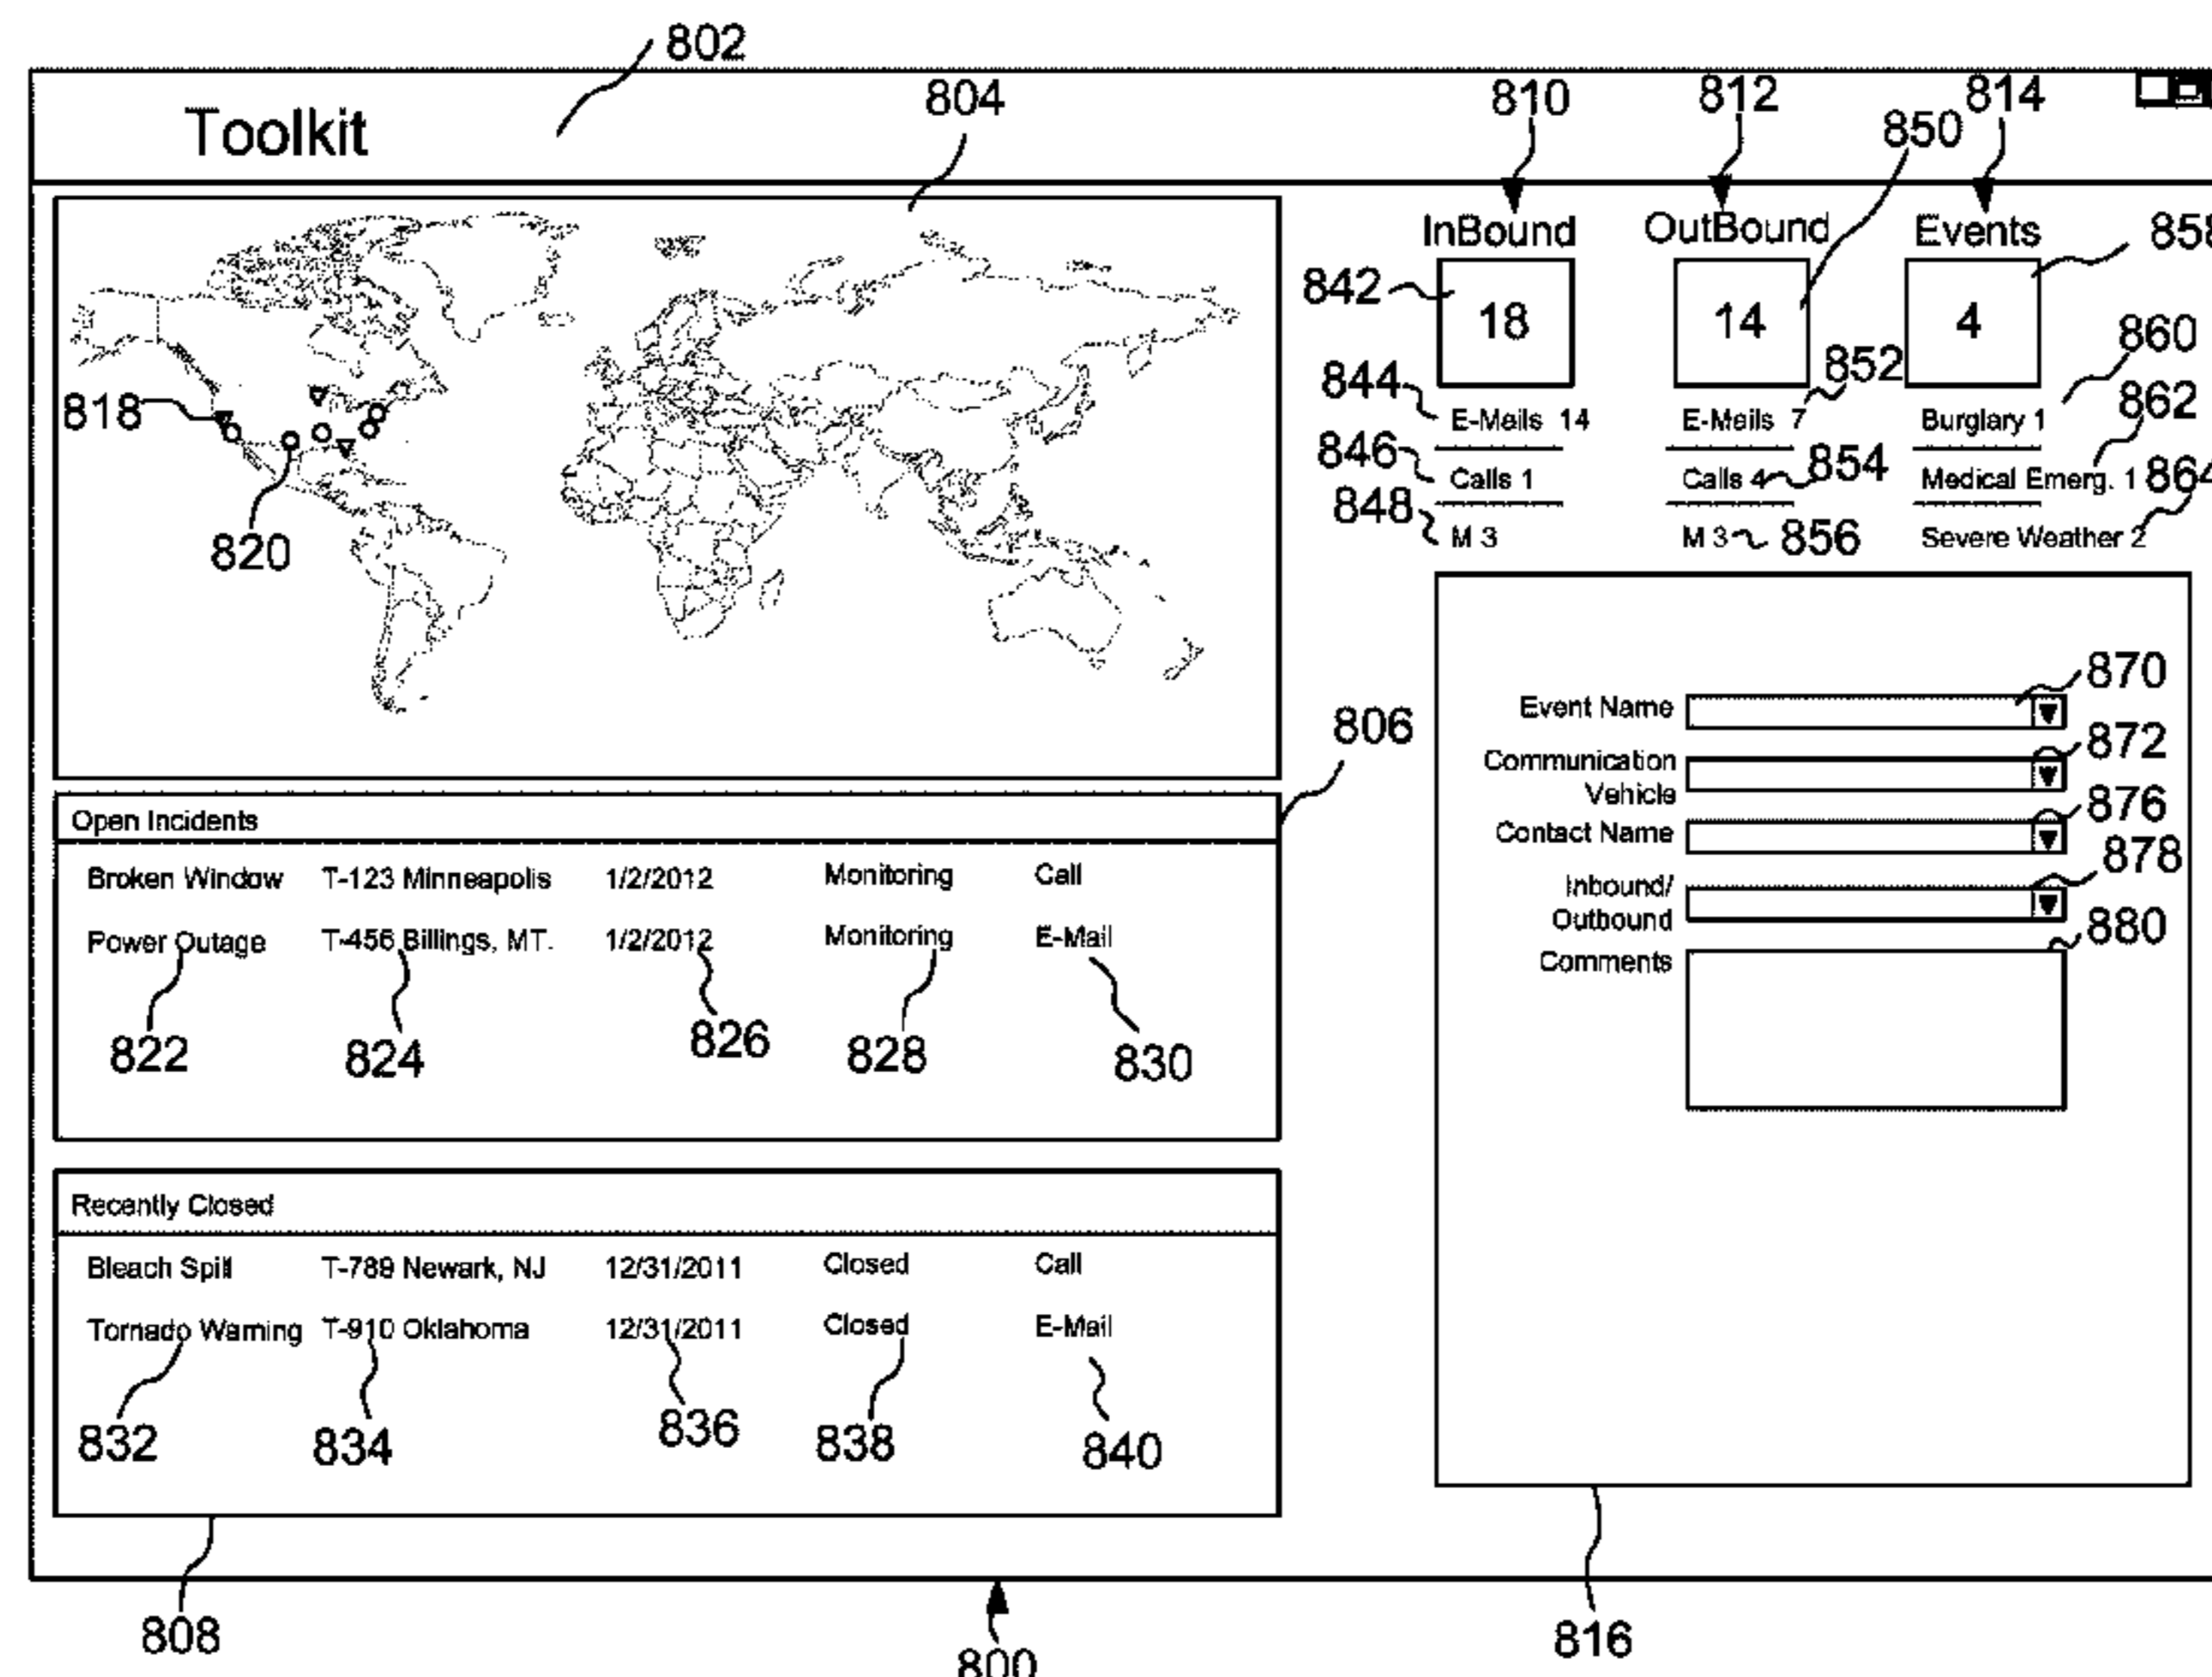 802
Toolkit
804
810
812
814
850
InBound
OutBound
Events
858
842
18
14
4
860
844
E-Mails 14
E-Mails 7
852
Burglary 1
862
846
Calls 1
Calls 4
854
Medical Emerg. 1
864
848
M 3
M 3
856
Severe Weather 2
818
820
806
Open Incidents
Broken Window T-123 Minneapolis 1/2/2012 Monitoring Call
Power Outage T-456 Billings, MT. 1/2/2012 Monitoring E-Mail
822 824 826 828 830
Recently Closed
Bleach Spill T-789 Newark, NJ 12/31/2011 Closed Call
Tornado Warning T-910 Oklahoma 12/31/2011 Closed E-Mail
832 834 836 838 840
808
Event Name
870
Communication
Vehicle
872
Contact Name
876
Inbound/
Outbound
878
Comments
880
816
800